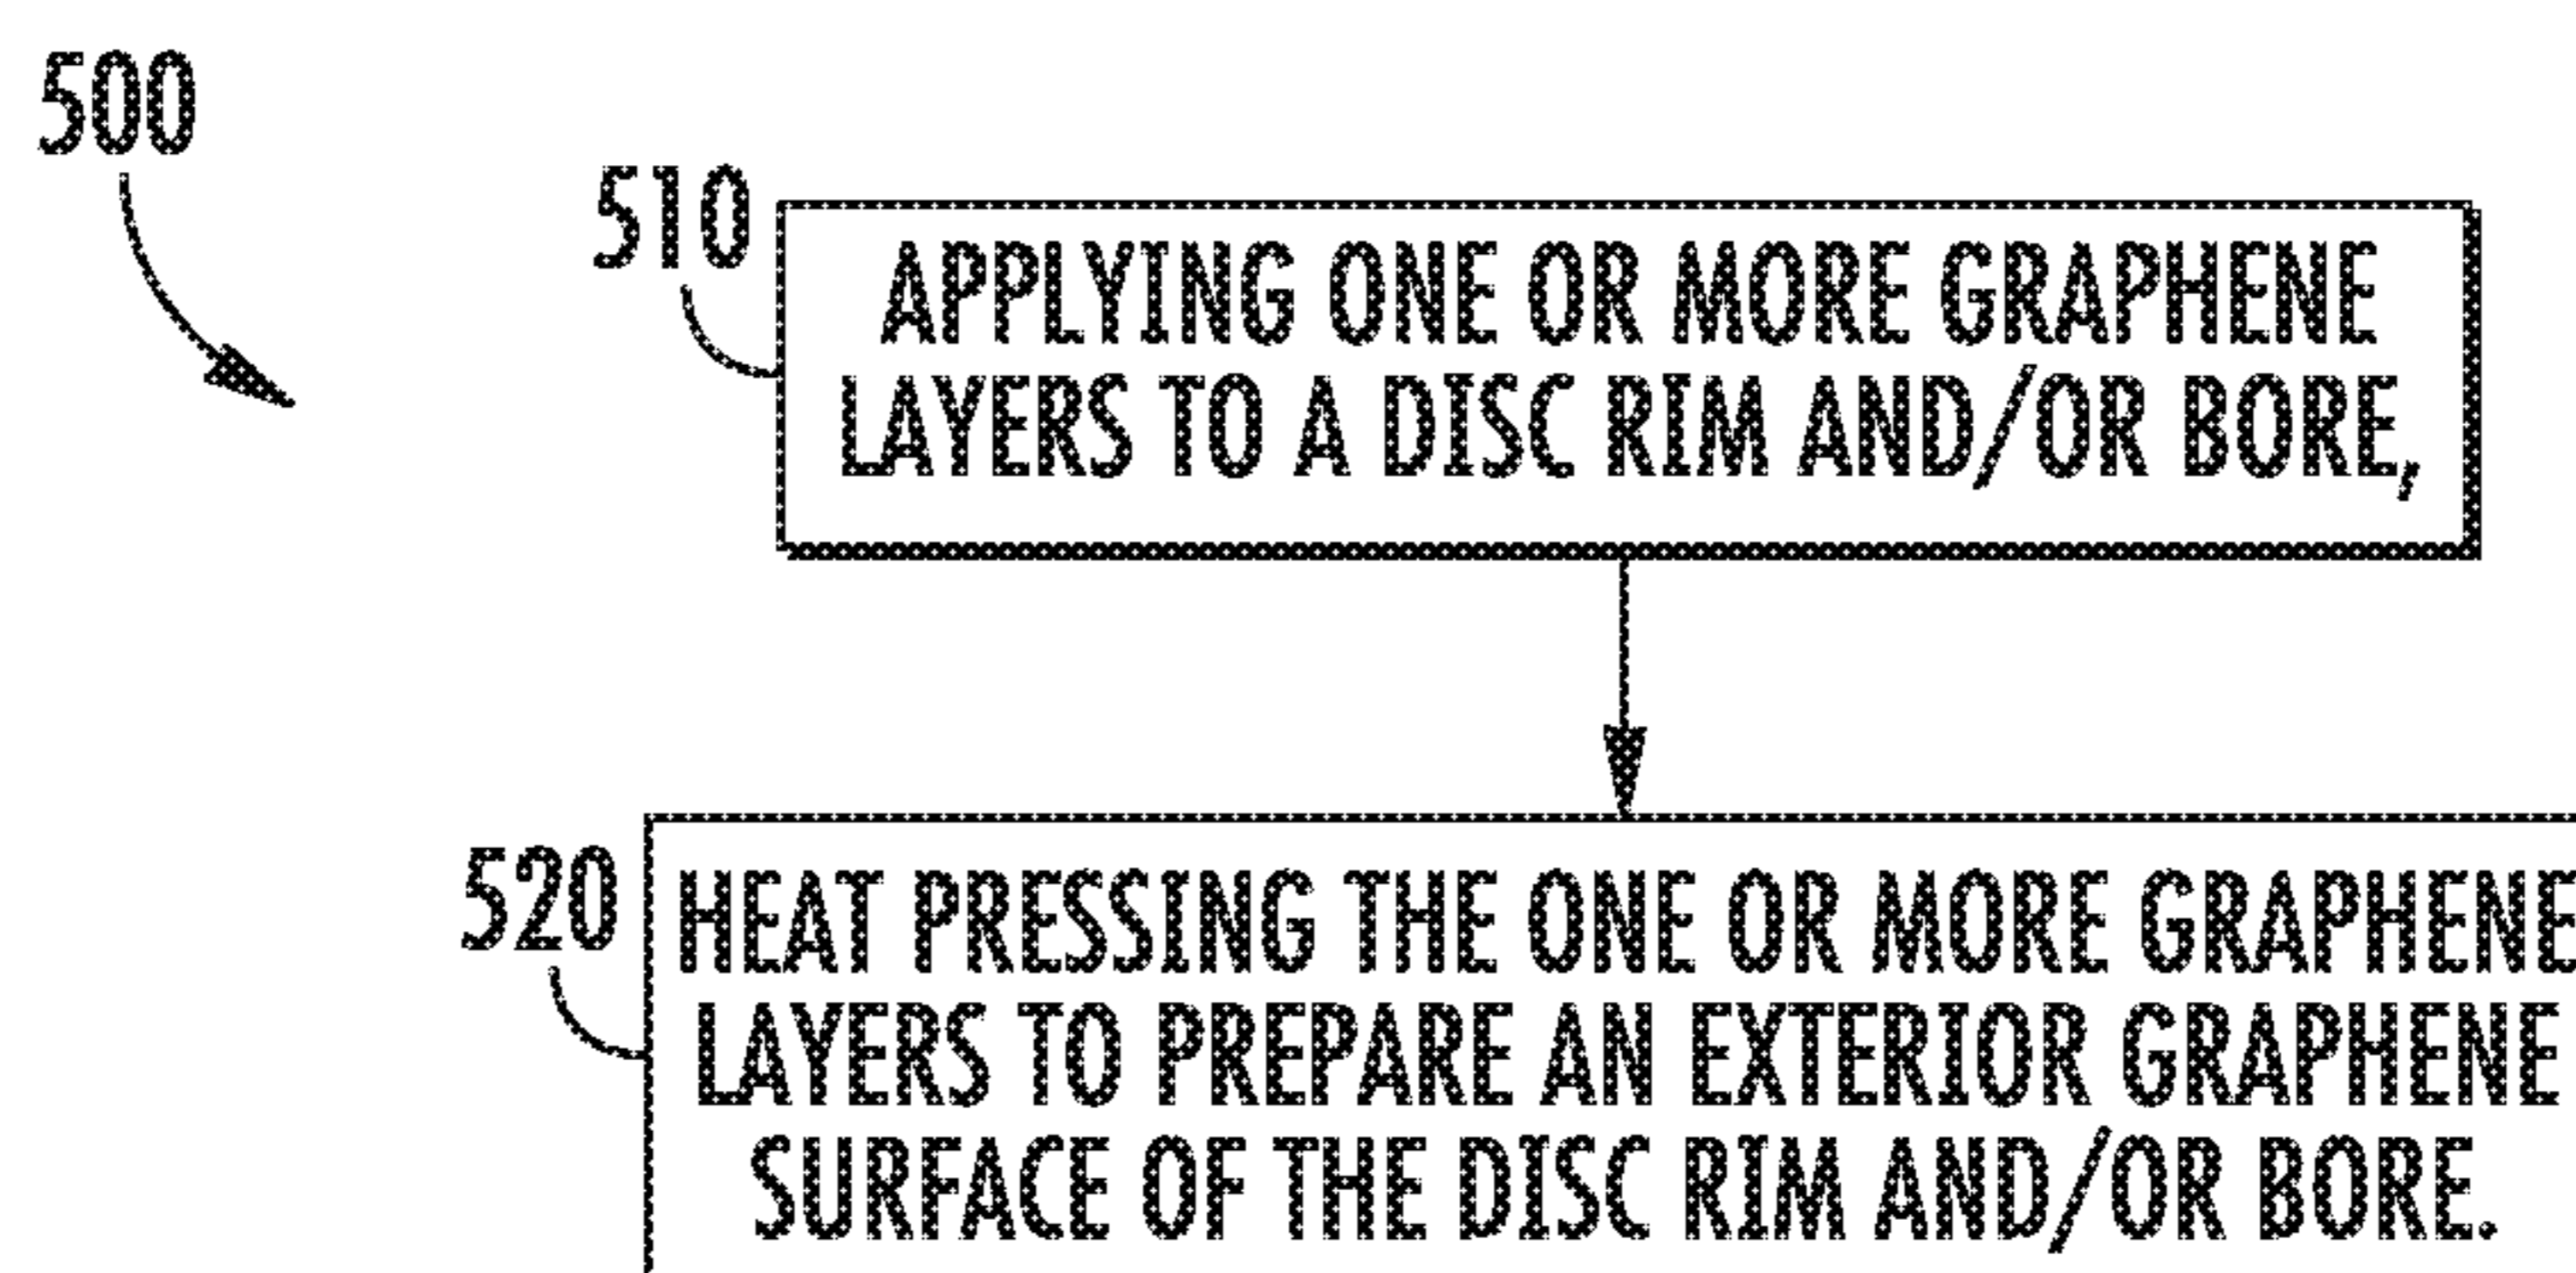 500
510
APPLYING ONE OR MORE GRAPHENE
LAYERS TO A DISC RIM AND/OR BORE,
520
HEAT PRESSING THE ONE OR MORE GRAPHENE
LAYERS TO PREPARE AN EXTERIOR GRAPHENE
SURFACE OF THE DISC RIM AND/OR BORE.